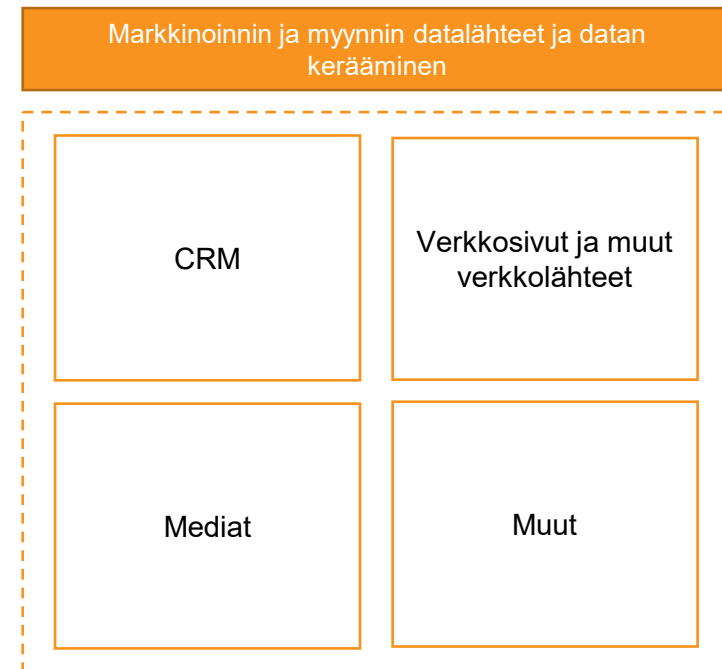 Markkinoinnin ja myynnin datalähteet ja datan
kerääminen
CRM
Verkkosivut ja muut
verkkolähteet
Mediat
Muut